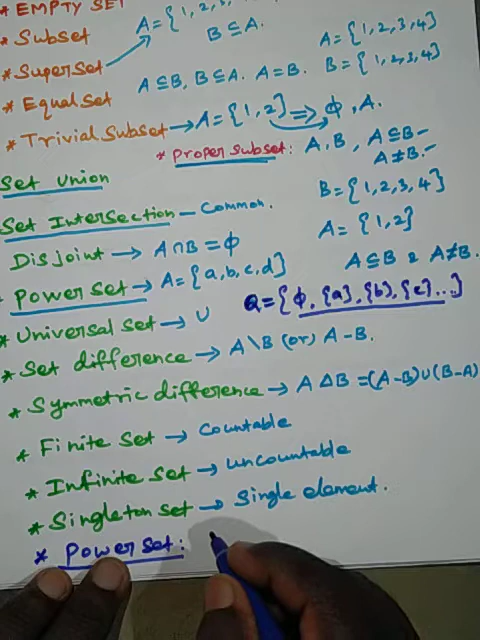 * EMPTY SET
* Subset A = {1, 2, 3,
B ⊆ A.
* Superset
A = {1, 2, 3, 4}
B = {1, 2, 3, 4}
* Equal Set A ⊆ B, B ⊆ A. A = B.
* Trivial Subset → A = {1, 2} ⇒ ϕ, A.
* Proper subset: A, B, A ⊆ B -
A ≠ B. -
Set Union
B = {1, 2, 3, 4}
Set Intersection - Common.
A = {1, 2}
Disjoint → A ∩ B = ϕ
A ⊆ B & A ≠ B.
Power Set → A = {a, b, c, d}
Q = {ϕ, {a}, {b}, {c} ...}
* Universal Set → U
* Set difference → A \ B (or) A - B.
* Symmetric difference → A Δ B = (A - B) ∪ (B - A)
* Finite Set → Countable
* Infinite Set → uncountable
* Singleton Set → Single element.
* Power Set: